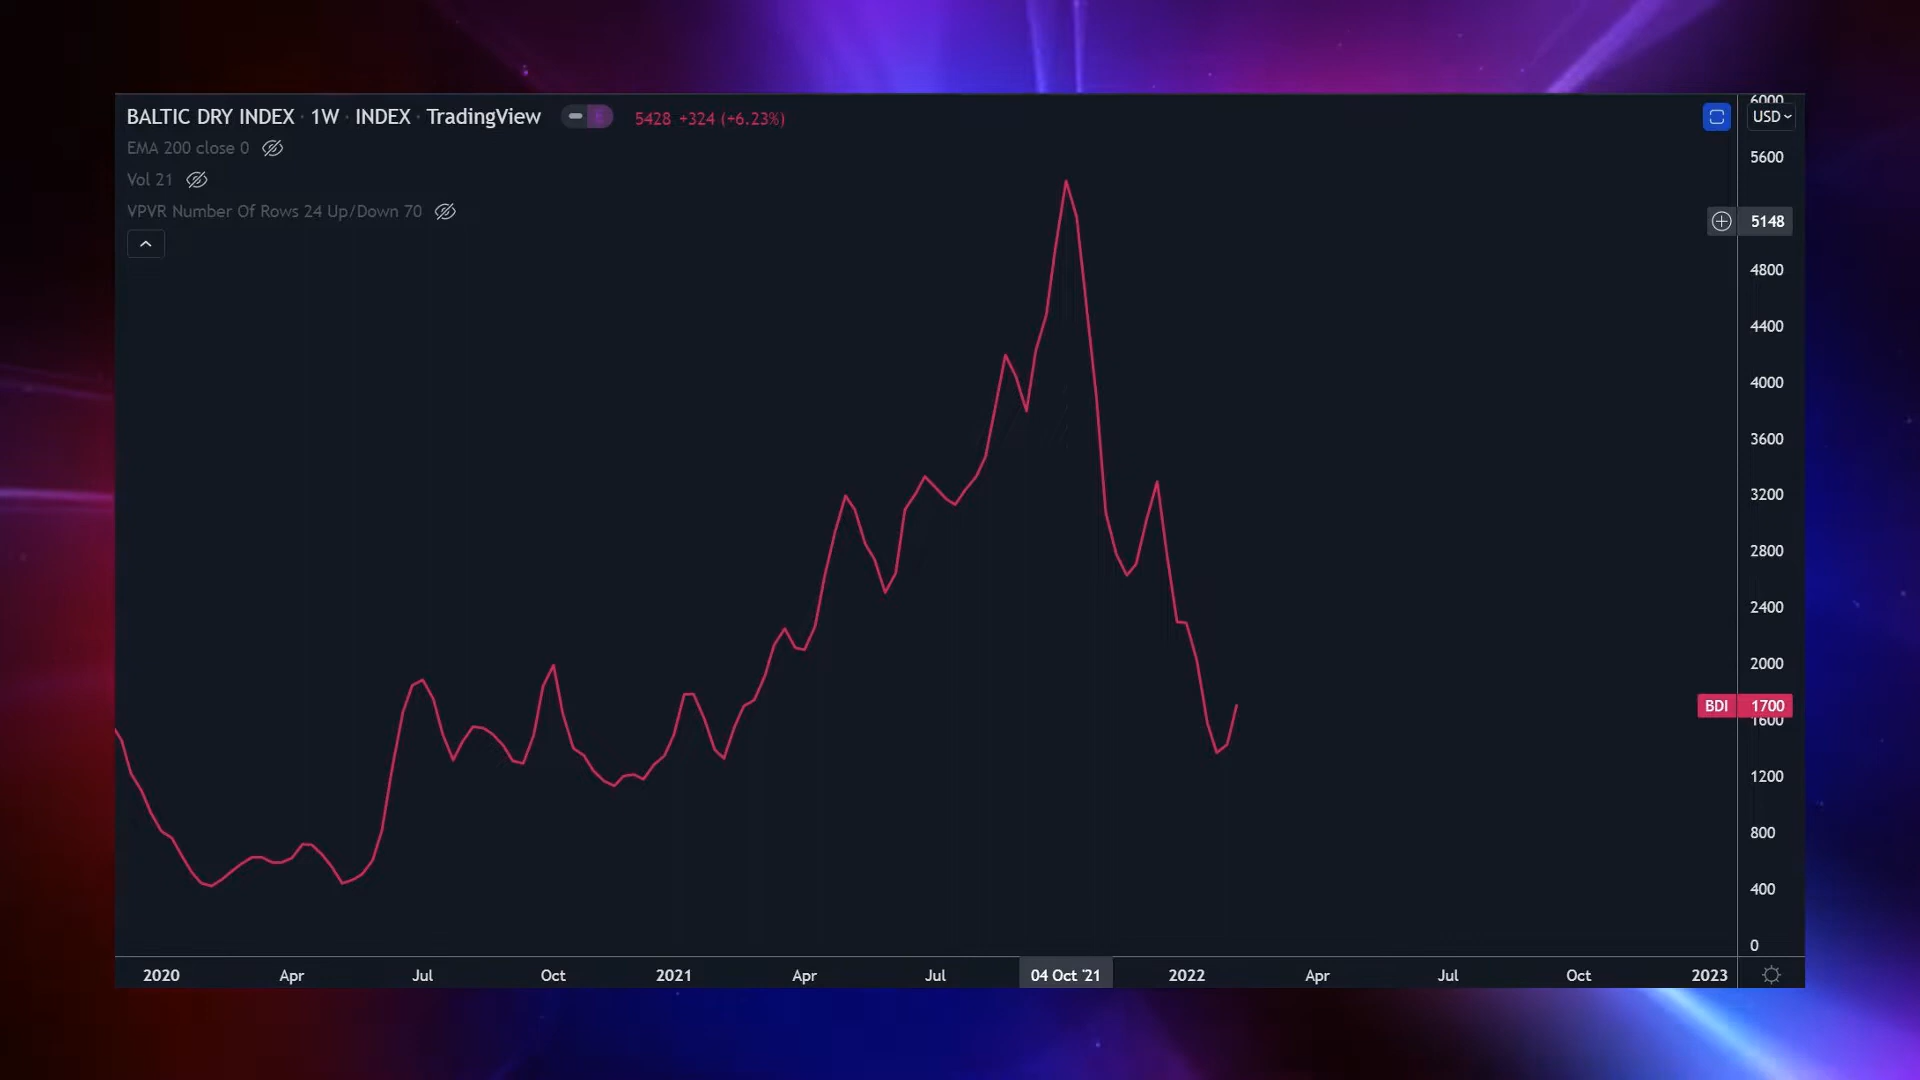 BALTIC DRY INDEX · 1W · INDEX · TradingView
5428 +324 (+6.23%)
USD
EMA 200 close 0
Vol 21
VPVR Number Of Rows 24 Up/Down 70
6000
5600
5148
4800
4400
4000
3600
3200
2800
2400
2000
BDI 1700
1600
1200
800
400
0
2020 Apr Jul Oct 2021 Apr Jul 04 Oct '21 2022 Apr Jul Oct 2023